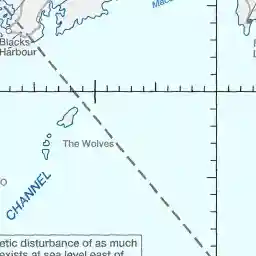 Blacks
Harbour
The Wolves
CHANNEL
etic disturbance of as much
exists at sea level east of